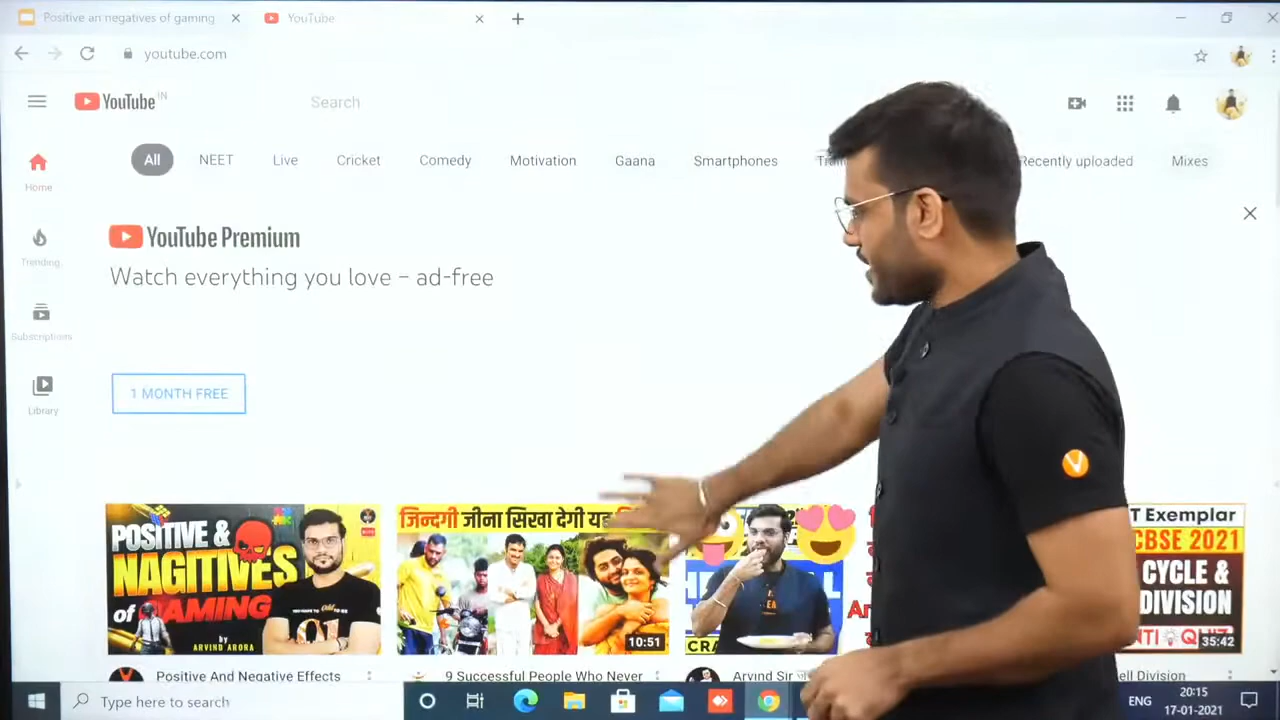 Positive an negatives of gaming
YouTube
youtube.com
YouTube IN
Search
All
NEET
Live
Cricket
Comedy
Motivation
Gaana
Smartphones
Recently uploaded
Mixes
Home
Trending
Subscriptions
Library
YouTube Premium
Watch everything you love – ad-free
1 MONTH FREE
POSITIVE &
NAGITIVES
of GAMING
by
ARVIND ARORA
जिन्दगी जीना सिखा देगी यह
10:51
T Exemplar
CBSE 2021
CYCLE &
DIVISION
35:42
Positive And Negative Effects
9 Successful People Who Never
Arvind Sir
ell Division
Type here to search
ENG
20:15
17-01-2021